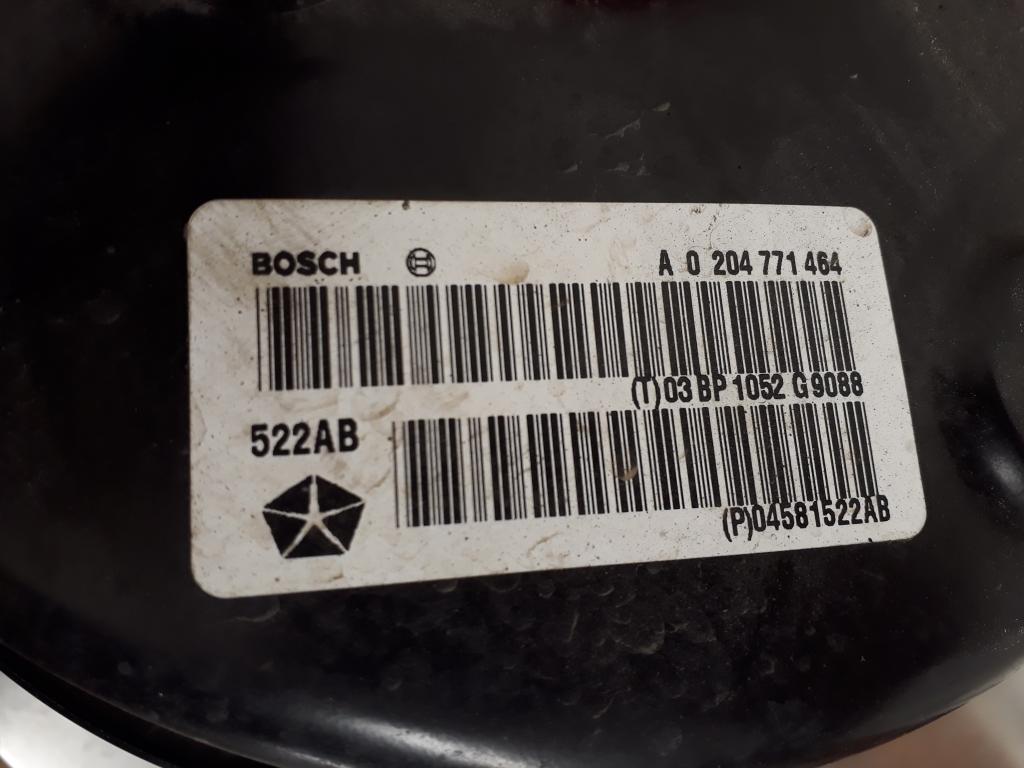 BOSCH A 0 204 771 464
(T)03 BP 1052 G 9088
522AB
(P)04581522AB